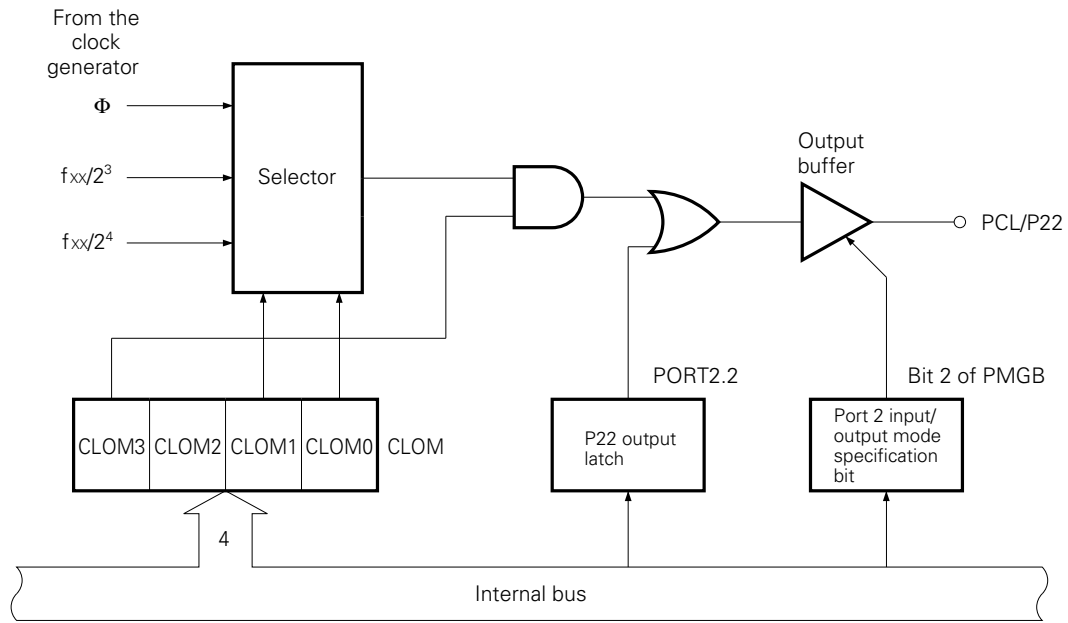 From the
clock
generator
Φ
fxx/2³
fxx/2⁴
Selector
Output
buffer
PCL/P22
PORT2.2
Bit 2 of PMGB
CLOM3 CLOM2 CLOM1 CLOM0 CLOM
P22 output
latch
Port 2 input/
output mode
specification
bit
4
Internal bus